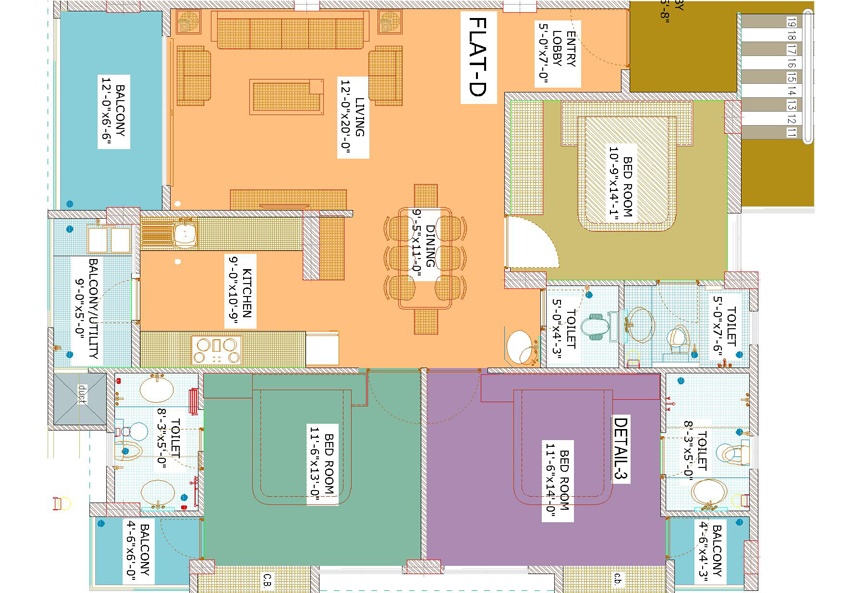 FLAT-D
ENTRY
LOBBY
5'-0"x7'-0"
BY
5'-8"
19 18 17 16 15 14 13 12 11
BALCONY
12'-0"x6'-6"
LIVING
12'-0"x20'-0"
BED ROOM
10'-9"x14'-1"
DINING
9'-5"x11'-0"
KITCHEN
9'-0"x10'-9"
BALCONY/UTILITY
9'-0"x5'-0"
TOILET
5'-0"x4'-3"
TOILET
5'-0"x7'-6"
duct
TOILET
8'-3"x5'-0"
BED ROOM
11'-6"x13'-0"
DETAIL-3
BED ROOM
11'-6"x14'-0"
TOILET
8'-3"x5'-0"
BALCONY
4'-6"x6'-0"
BALCONY
4'-6"x4'-3"
C.B
c.b.